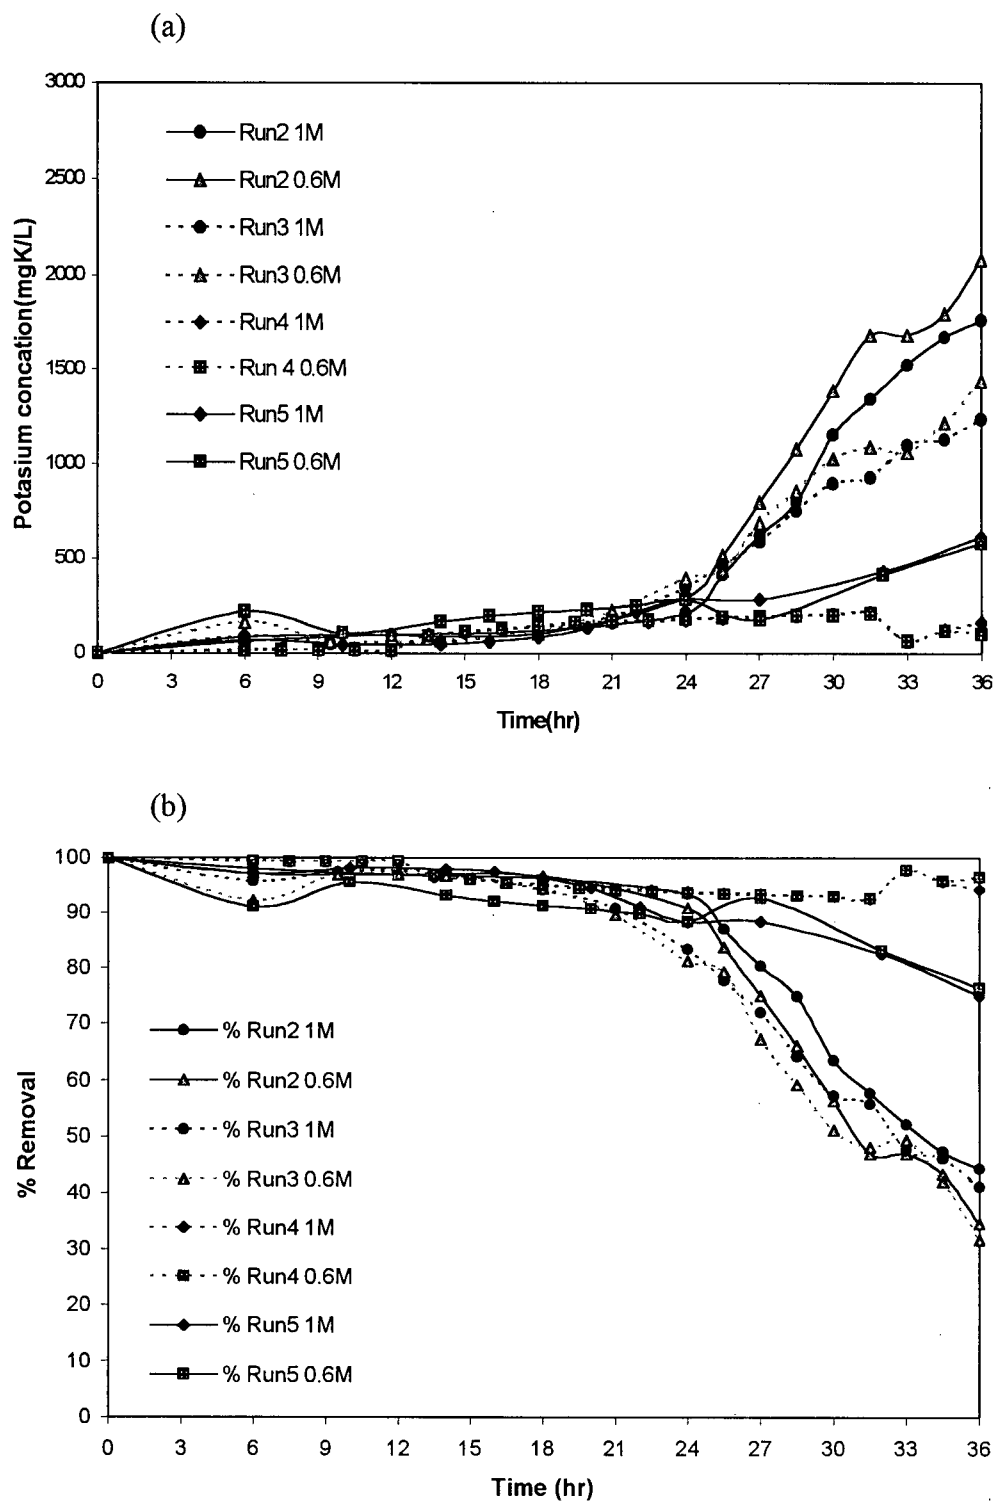 (a)
3000
2500
2000
1500
1000
500
0
Potasium concation(mgK/L)
Run2 1M
Run2 0.6M
Run3 1M
Run3 0.6M
Run4 1M
Run 4 0.6M
Run5 1M
Run5 0.6M
0 3 6 9 12 15 18 21 24 27 30 33 36
Time(hr)
(b)
100
90
80
70
60
50
40
30
20
10
0
% Removal
% Run2 1M
% Run2 0.6M
% Run3 1M
% Run3 0.6M
% Run4 1M
% Run4 0.6M
% Run5 1M
% Run5 0.6M
0 3 6 9 12 15 18 21 24 27 30 33 36
Time (hr)